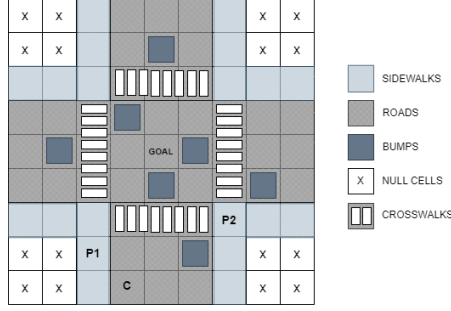 X X X X
X X X X
SIDEWALKS
ROADS
BUMPS
GOAL
X NULL CELLS
CROSSWALKS
P2
X X P1 X X
X X C X X